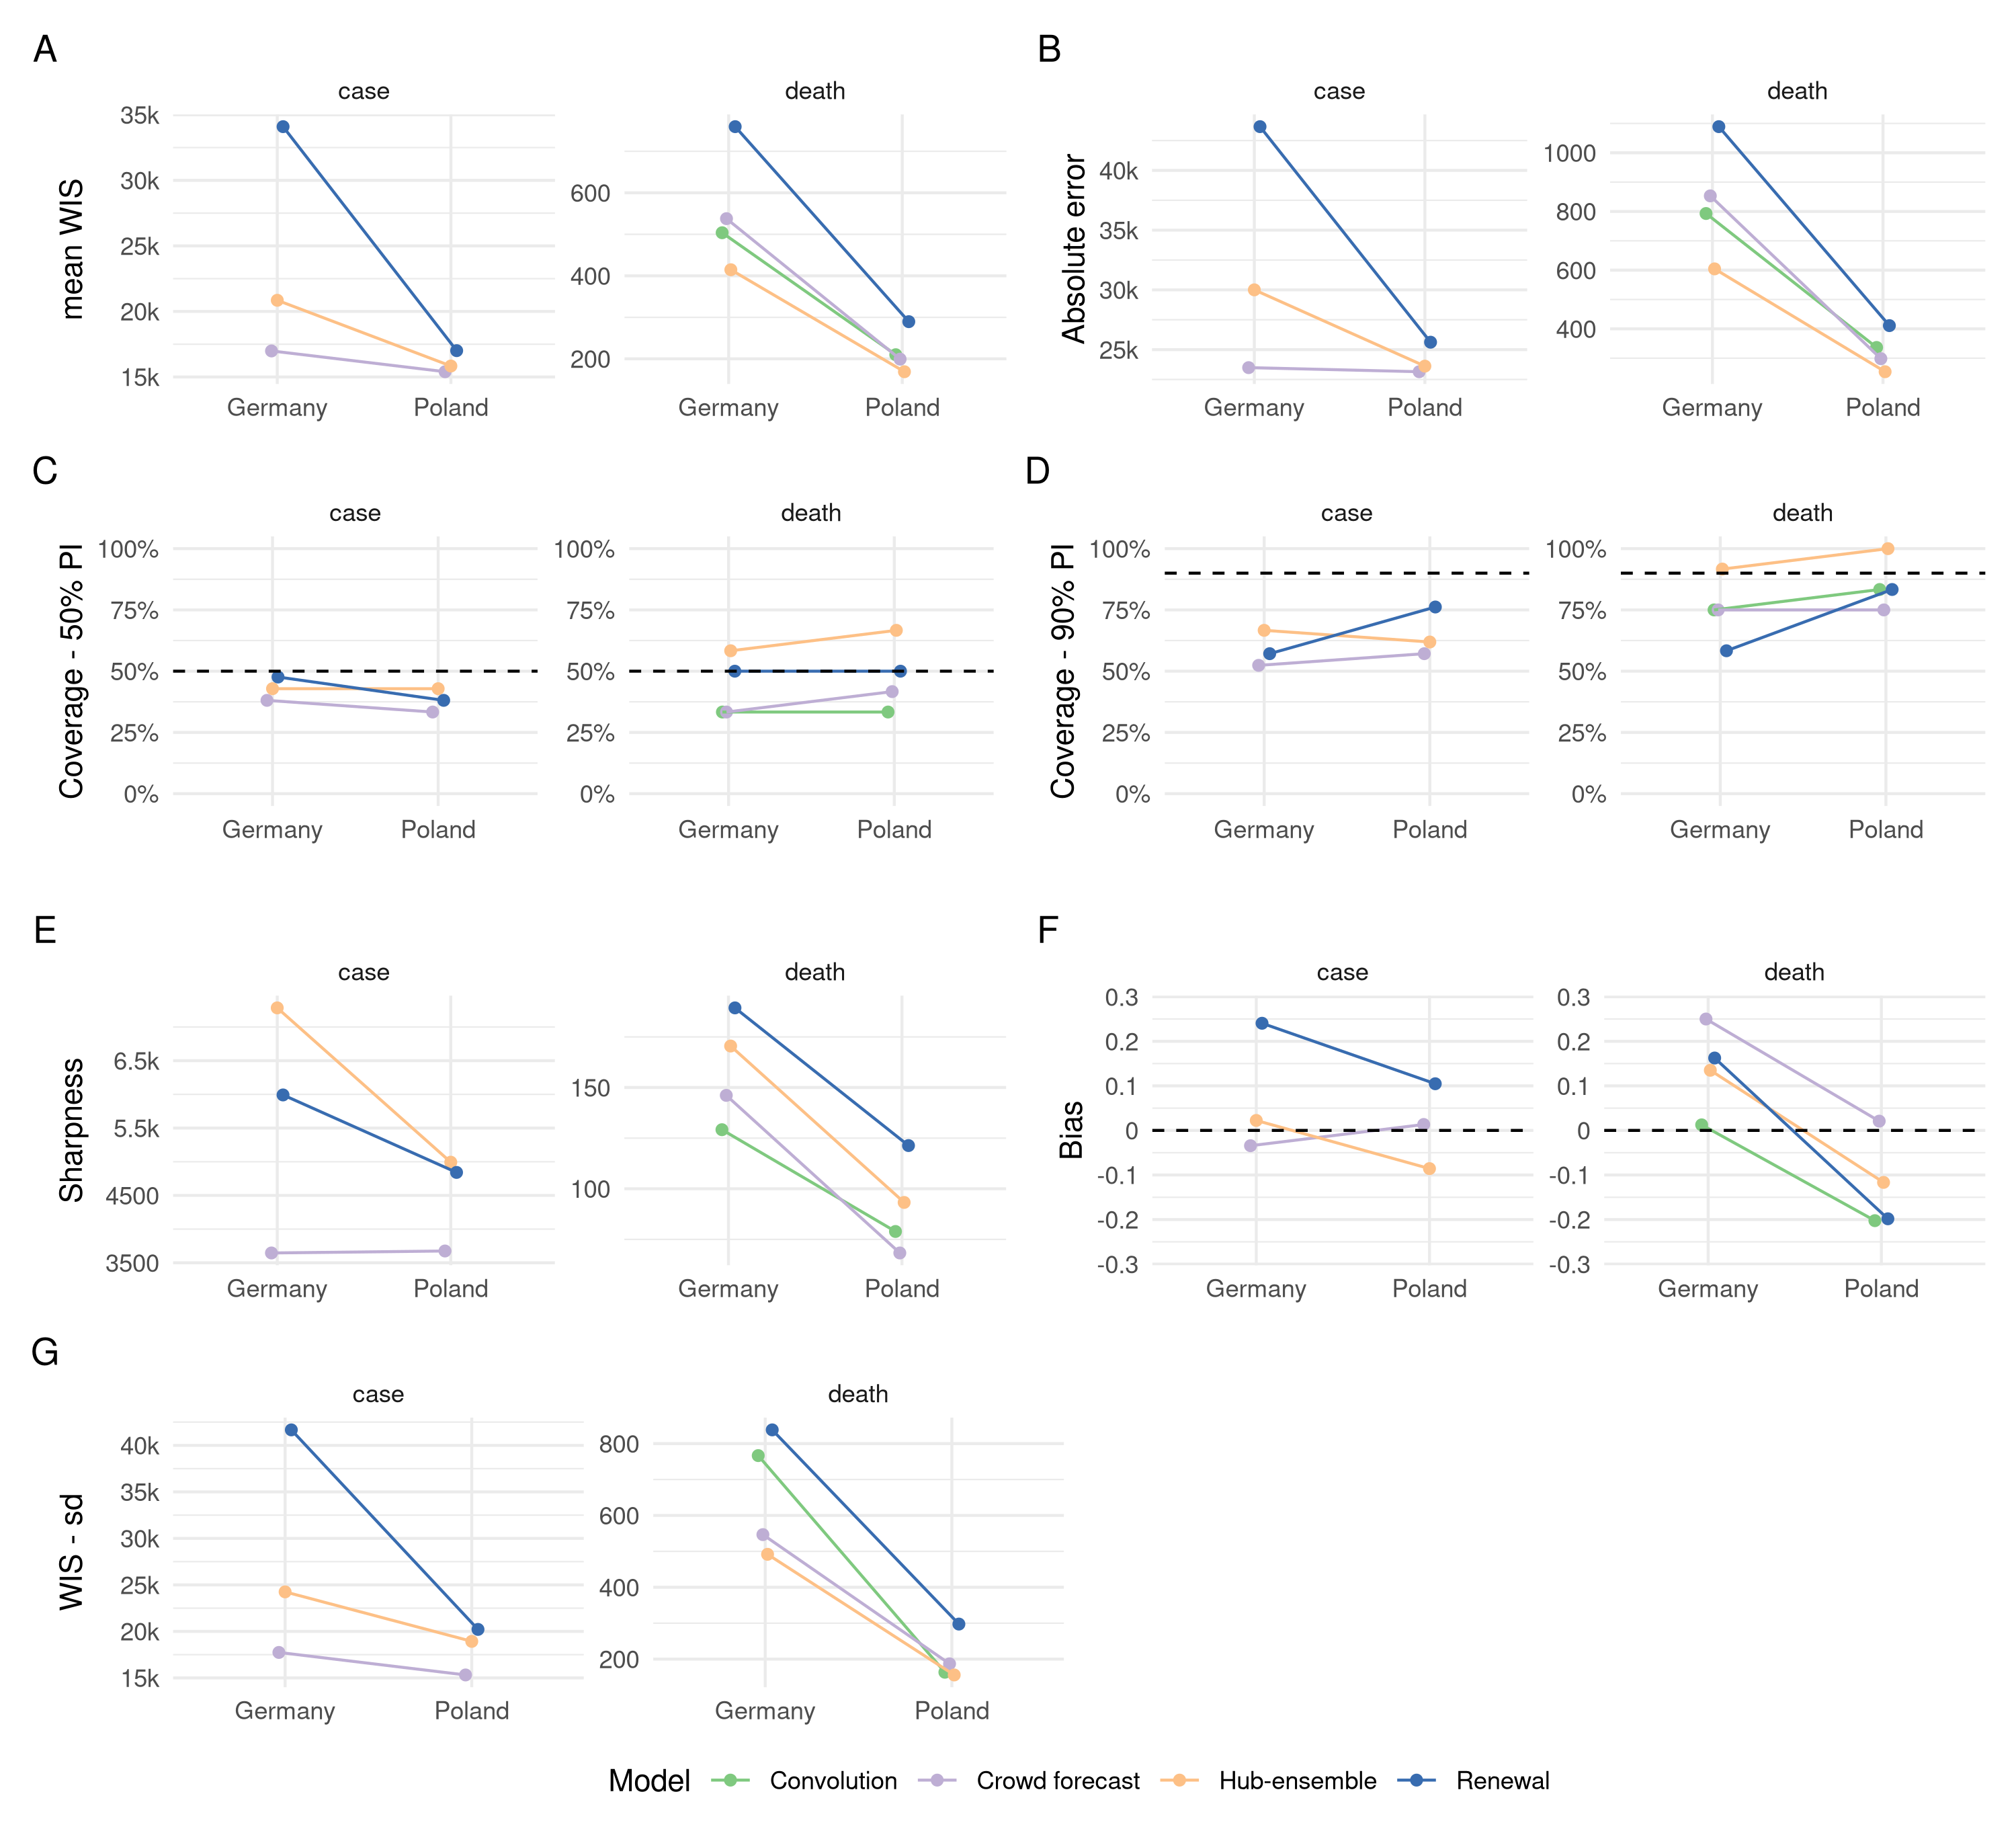 A
case
death
mean WIS
35k
30k
25k
20k
15k
600
400
200
Germany
Poland
Germany
Poland
B
case
death
Absolute error
40k
35k
30k
25k
1000
800
600
400
Germany
Poland
Germany
Poland
C
case
death
Coverage - 50% PI
100%
75%
50%
25%
0%
100%
75%
50%
25%
0%
Germany
Poland
Germany
Poland
D
case
death
Coverage - 90% PI
100%
75%
50%
25%
0%
100%
75%
50%
25%
0%
Germany
Poland
Germany
Poland
E
case
death
Sharpness
6.5k
5.5k
4500
3500
150
100
Germany
Poland
Germany
Poland
F
case
death
Bias
0.3
0.2
0.1
0
-0.1
-0.2
-0.3
0.3
0.2
0.1
0
-0.1
-0.2
-0.3
Germany
Poland
Germany
Poland
G
case
death
WIS - sd
40k
35k
30k
25k
20k
15k
800
600
400
200
Germany
Poland
Germany
Poland
Model Convolution Crowd forecast Hub-ensemble Renewal